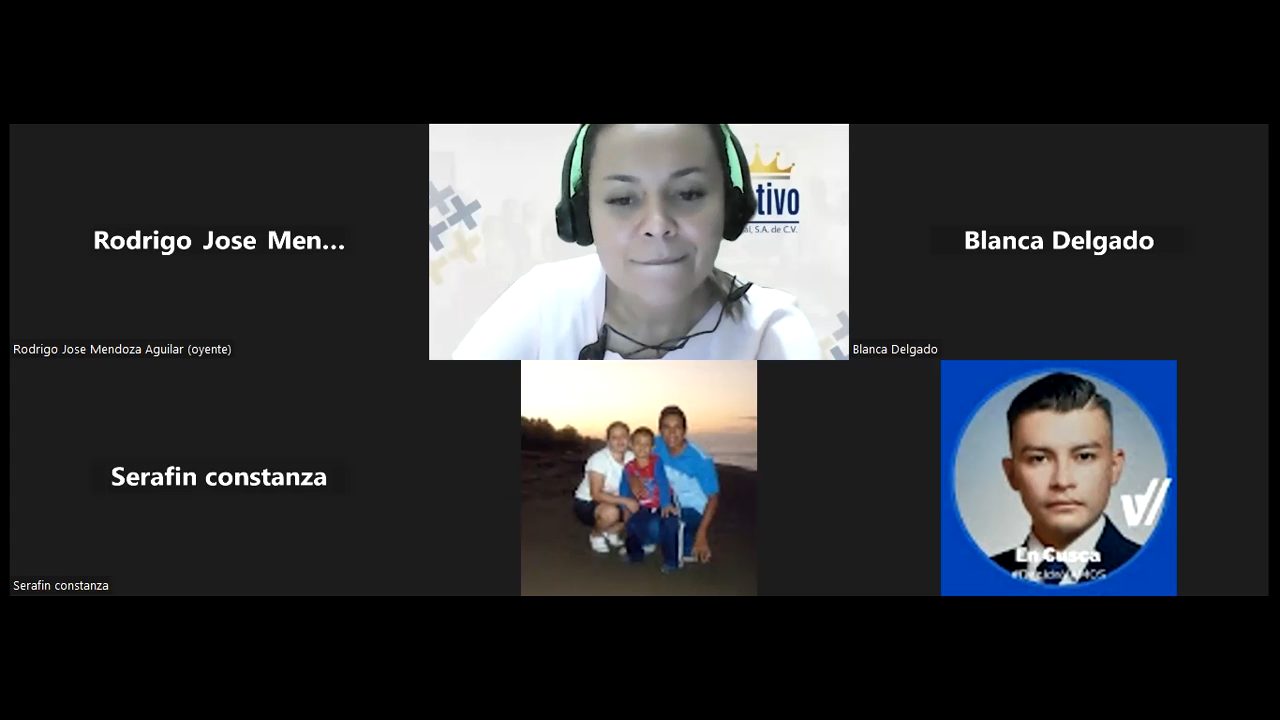 Rodrigo Jose Men...
Rodrigo Jose Mendoza Aguilar (oyente)
tivo
al, S.A. de C.V.
Blanca Delgado
Blanca Delgado
Serafin constanza
Serafin constanza
En Cusca